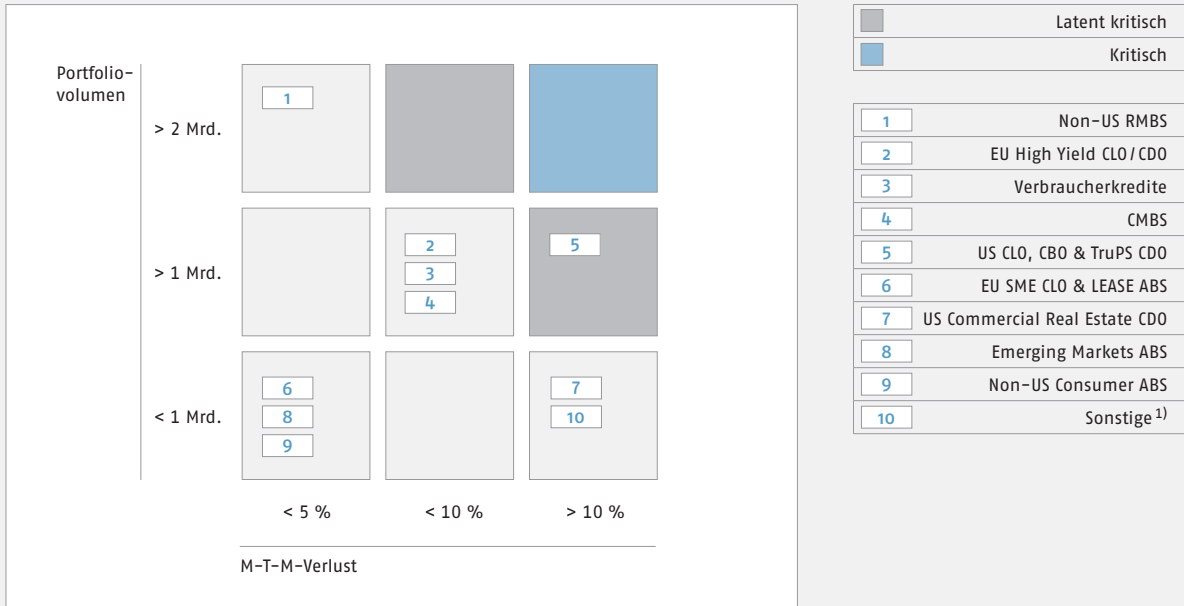 Portfolio-
volumen
> 2 Mrd.
1
> 1 Mrd.
2
3
4
5
< 1 Mrd.
6
8
9
7
10
< 5 %
< 10 %
> 10 %
M-T-M-Verlust
Latent kritisch
Kritisch
1 Non-US RMBS
2 EU High Yield CLO/CDO
3 Verbraucherkredite
4 CMBS
5 US CLO, CBO & TruPS CDO
6 EU SME CLO & LEASE ABS
7 US Commercial Real Estate CDO
8 Emerging Markets ABS
9 Non-US Consumer ABS
10 Sonstige 1)